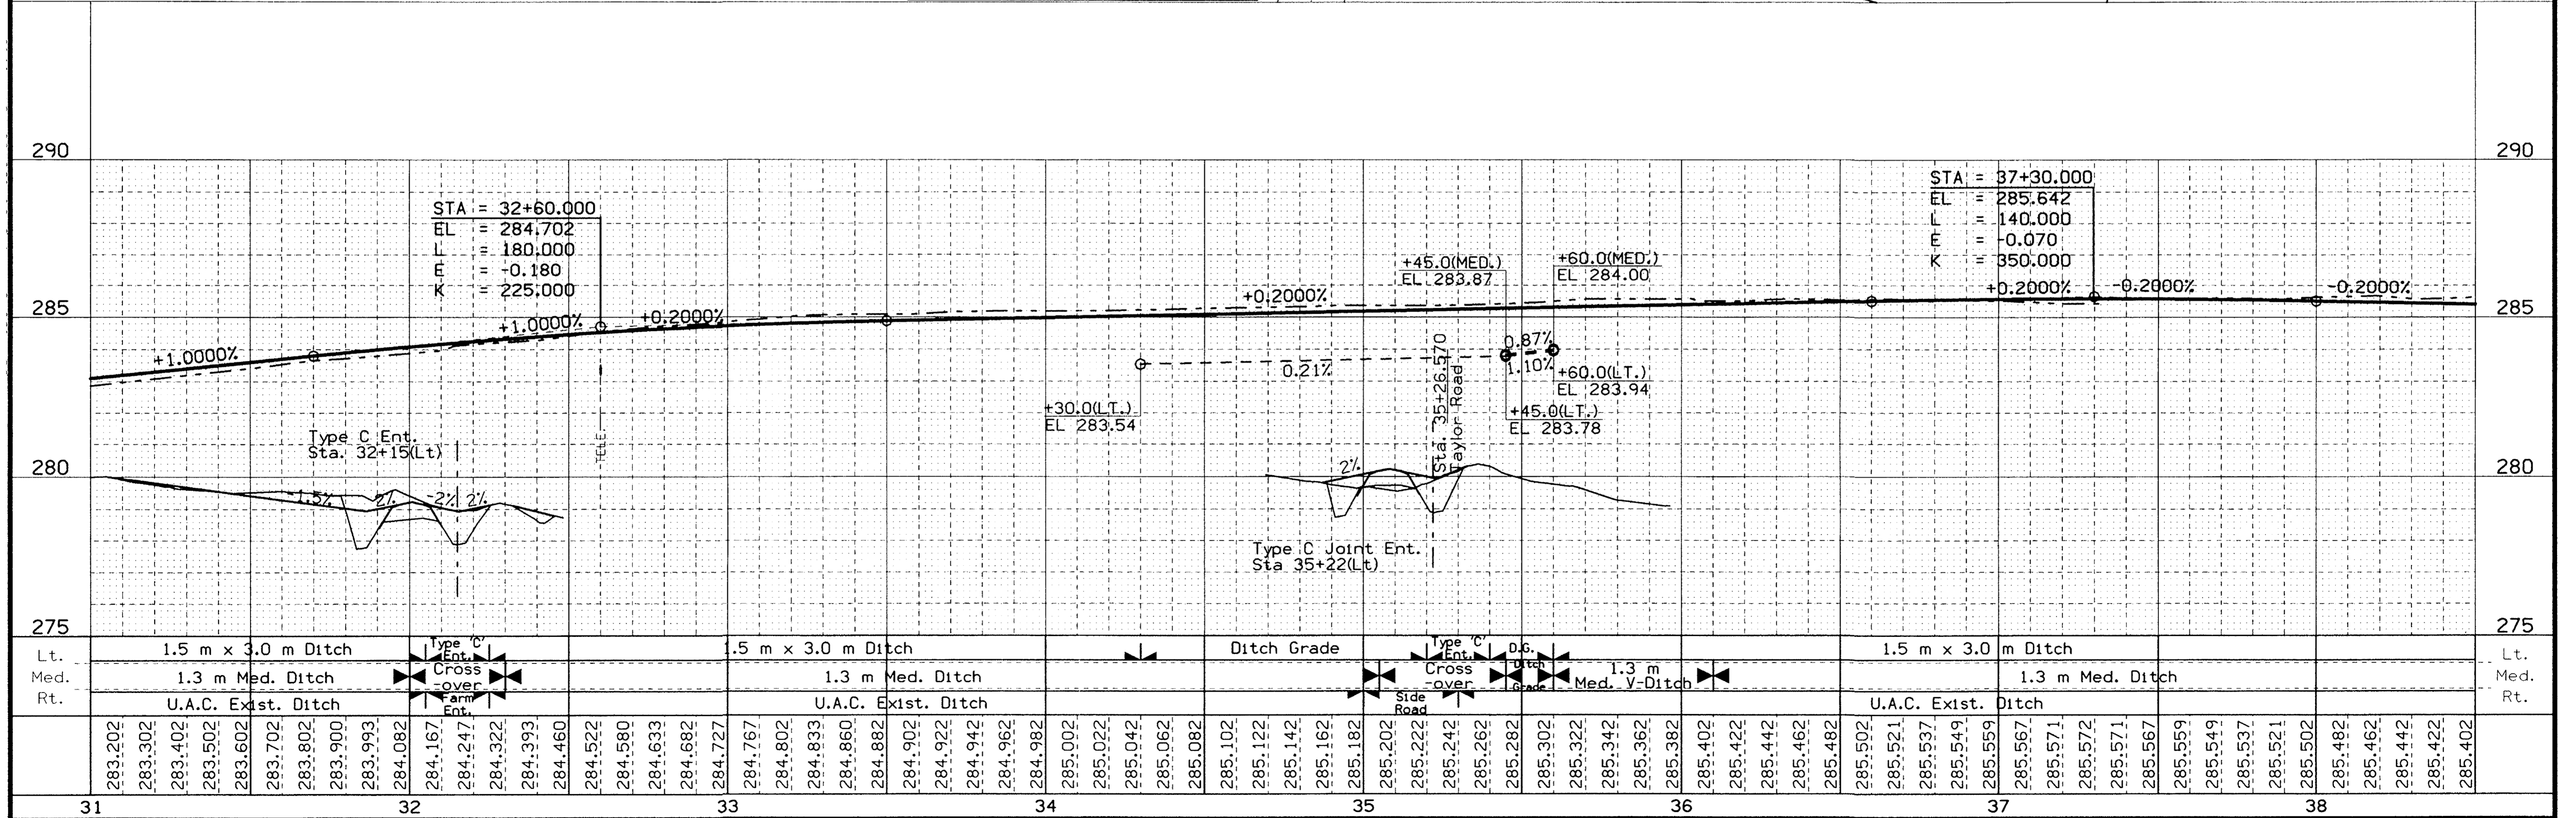 290
290
STA = 32+60.000
EL = 284.702
L = 180.000
E = -0.180
K = 225.000
STA = 37+30.000
EL = 285.642
L = 140.000
E = -0.070
K = 350.000
+45.0(MED.)
EL 283.87
+60.0(MED.)
EL 284.00
285
285
+1.0000%
+1.0000%
+0.2000%
+0.2000%
+0.2000%
-0.2000%
-0.2000%
0.87%
1.10%
0.21%
+60.0(LT.)
EL 283.94
+45.0(LT.)
EL 283.78
+30.0(LT.)
EL 283.54
Sta. 35+26.570
Taylor Road
TELE.
Type C Ent.
Sta. 32+15(Lt)
280
280
-1.5%
2%
-2%
2%
2%
Type C Joint Ent.
Sta 35+22(Lt)
275
275
Lt.
1.5 m x 3.0 m Ditch
Type 'C'
Ent.
1.5 m x 3.0 m Ditch
Ditch Grade
Type 'C'
Ent.
D.G.
1.5 m x 3.0 m Ditch
Lt.
Med.
1.3 m Med. Ditch
Cross
-over
1.3 m Med. Ditch
Cross
-over
Ditch
Grade
1.3 m
Med. V-Ditch
1.3 m Med. Ditch
Med.
Rt.
U.A.C. Exist. Ditch
Farm
Ent.
U.A.C. Exist. Ditch
Side
Road
U.A.C. Exist. Ditch
Rt.
283.202
283.302
283.402
283.502
283.602
283.702
283.802
283.900
283.993
284.082
284.167
284.247
284.322
284.393
284.460
284.522
284.580
284.633
284.682
284.727
284.767
284.802
284.833
284.860
284.882
284.902
284.922
284.942
284.962
284.982
285.002
285.022
285.042
285.062
285.082
285.102
285.122
285.142
285.162
285.182
285.202
285.222
285.242
285.262
285.282
285.302
285.322
285.342
285.362
285.382
285.402
285.422
285.442
285.462
285.482
285.502
285.521
285.537
285.549
285.559
285.567
285.571
285.572
285.571
285.567
285.559
285.549
285.537
285.521
285.502
285.482
285.462
285.442
285.422
285.402
31
32
33
34
35
36
37
38